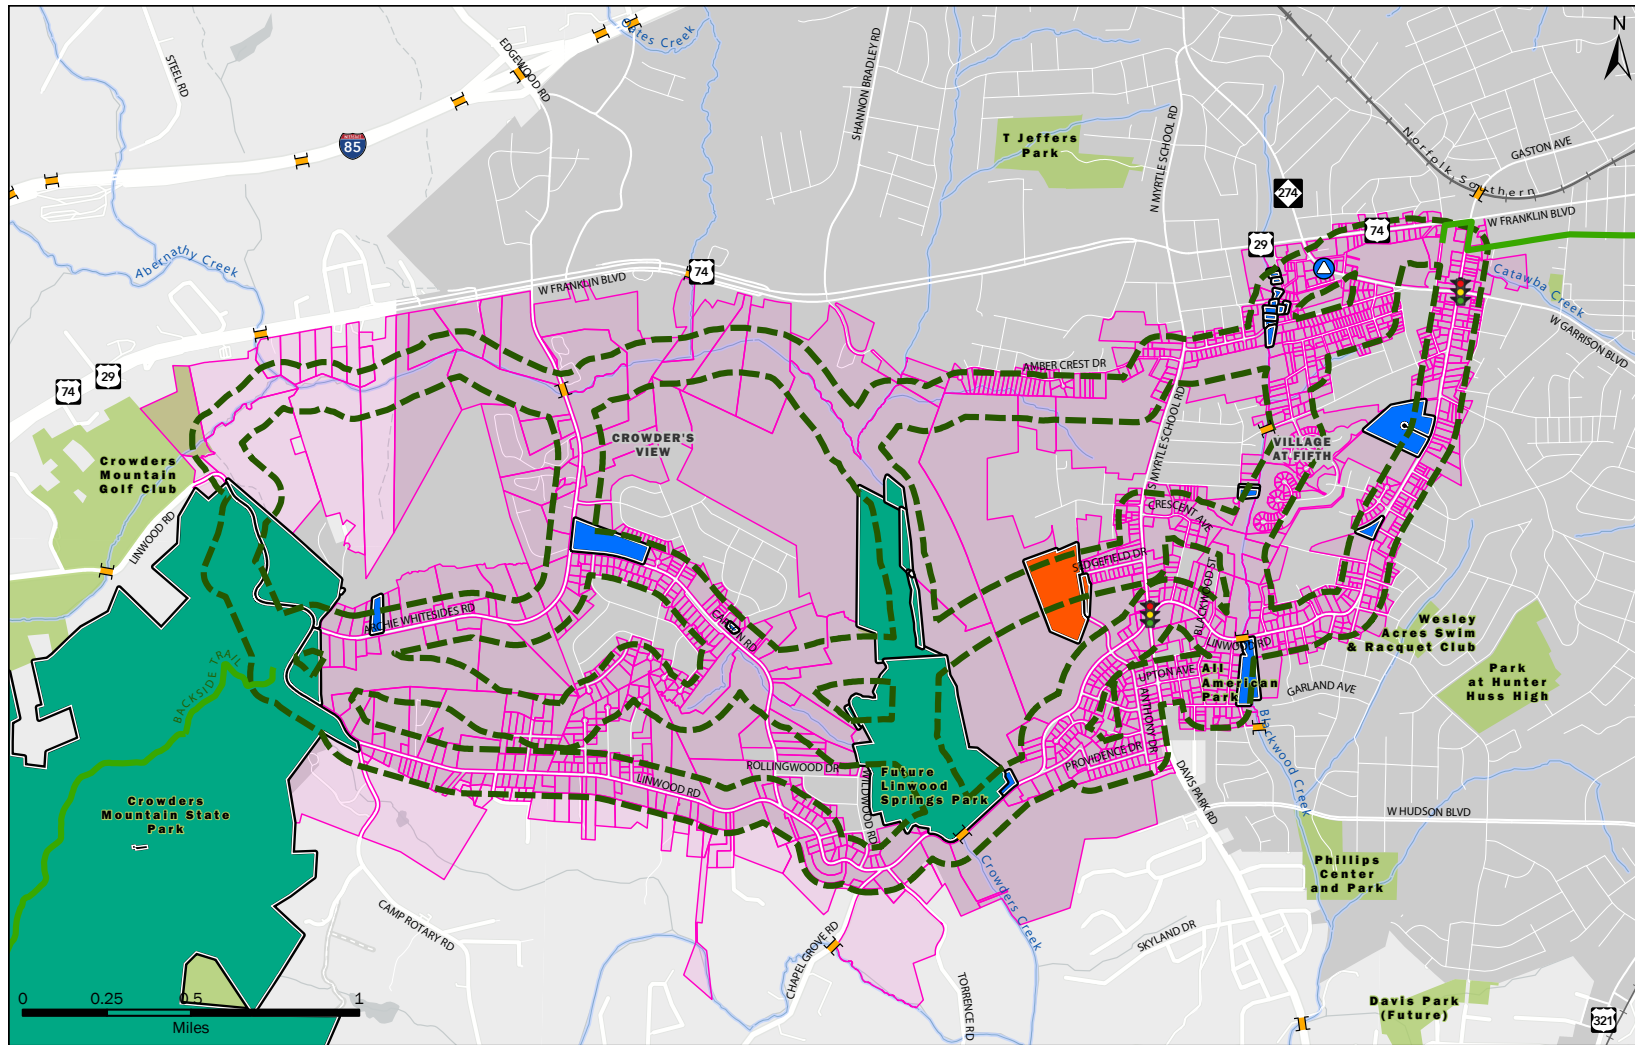 N
Oates Creek
EDGEWOOD RD
STEEL RD
SHANNON BRADLEY RD
85
T Jeffers
Park
N MYRTLE SCHOOL RD
Norfolk Southern
GASTON AVE
274
W FRANKLIN BLVD
74
29
Abernathy Creek
74
W FRANKLIN BLVD
Catawba Creek
W GARRISON BLVD
29
74
AMBER CREST DR
S MYRTLE SCHOOL RD
CROWDER'S
VIEW
VILLAGE
AT FIFTH
Crowders
Mountain
Golf Club
LINWOOD RD
CRESCENT AVE
SEDGEFIELD DR
BLACKWOOD ST
ARCHIE WHITESIDES RD
LINWOOD RD
Wesley
Acres Swim
& Racquet Club
BACKSIDE TRAIL
UPTON AVE
All
American
Park
GARLAND AVE
Park
at Hunter
Huss High
ANTHONY DR
Blackwood Creek
PROVIDENCE DR
ROLLINGWOOD DR
LINWOOD RD
WILDWOOD RD
Future
Linwood
Springs Park
DAVIS PARK RD
W HUDSON BLVD
Crowders
Mountain State
Park
Phillips
Center
and Park
Crowders Creek
CAMP ROTARY RD
CHAPEL GROVE RD
SKYLAND DR
TORRENCE RD
Davis Park
(Future)
321
0 0.25 0.5 1
Miles